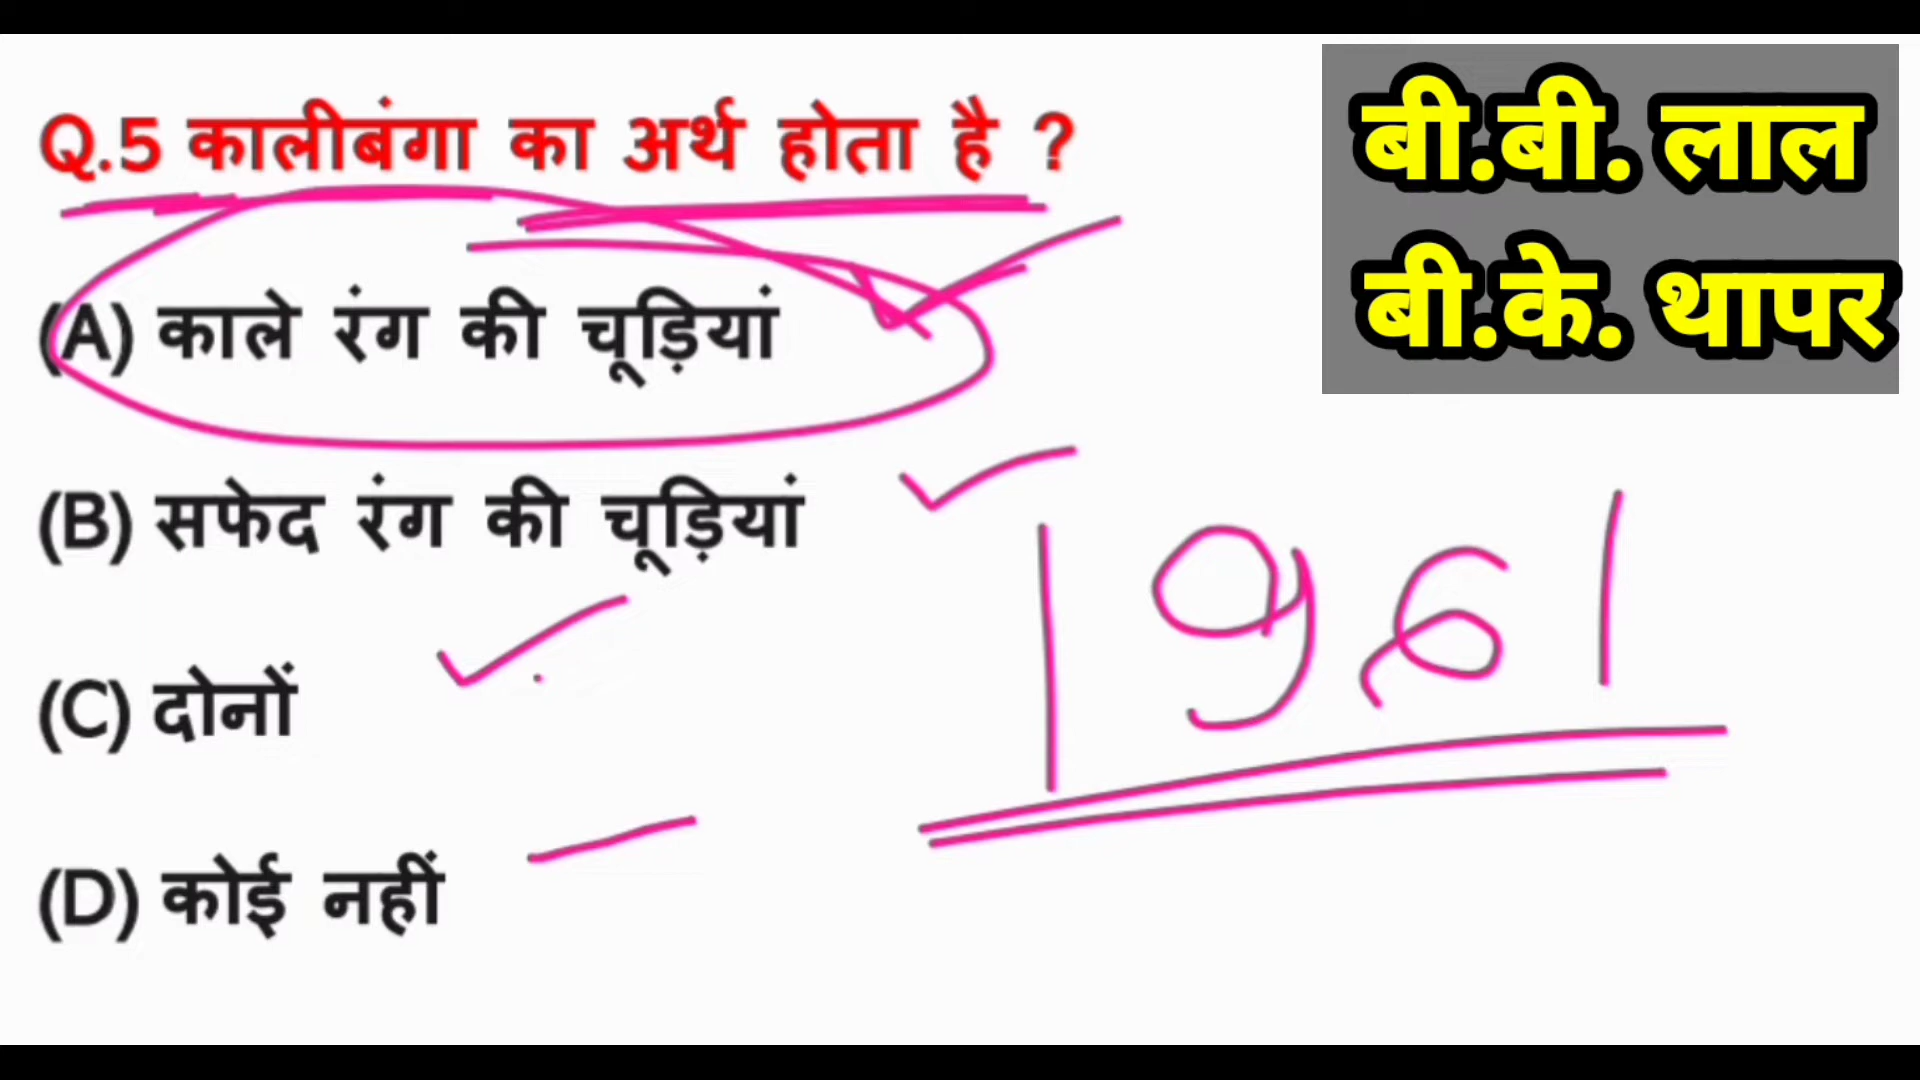 Q.5 कालीबंगा का अर्थ होता है ?
(A) काले रंग की चूड़ियां
(B) सफेद रंग की चूड़ियां
(C) दोनों
(D) कोई नहीं
बी.बी. लाल
बी.के. थापर
1961